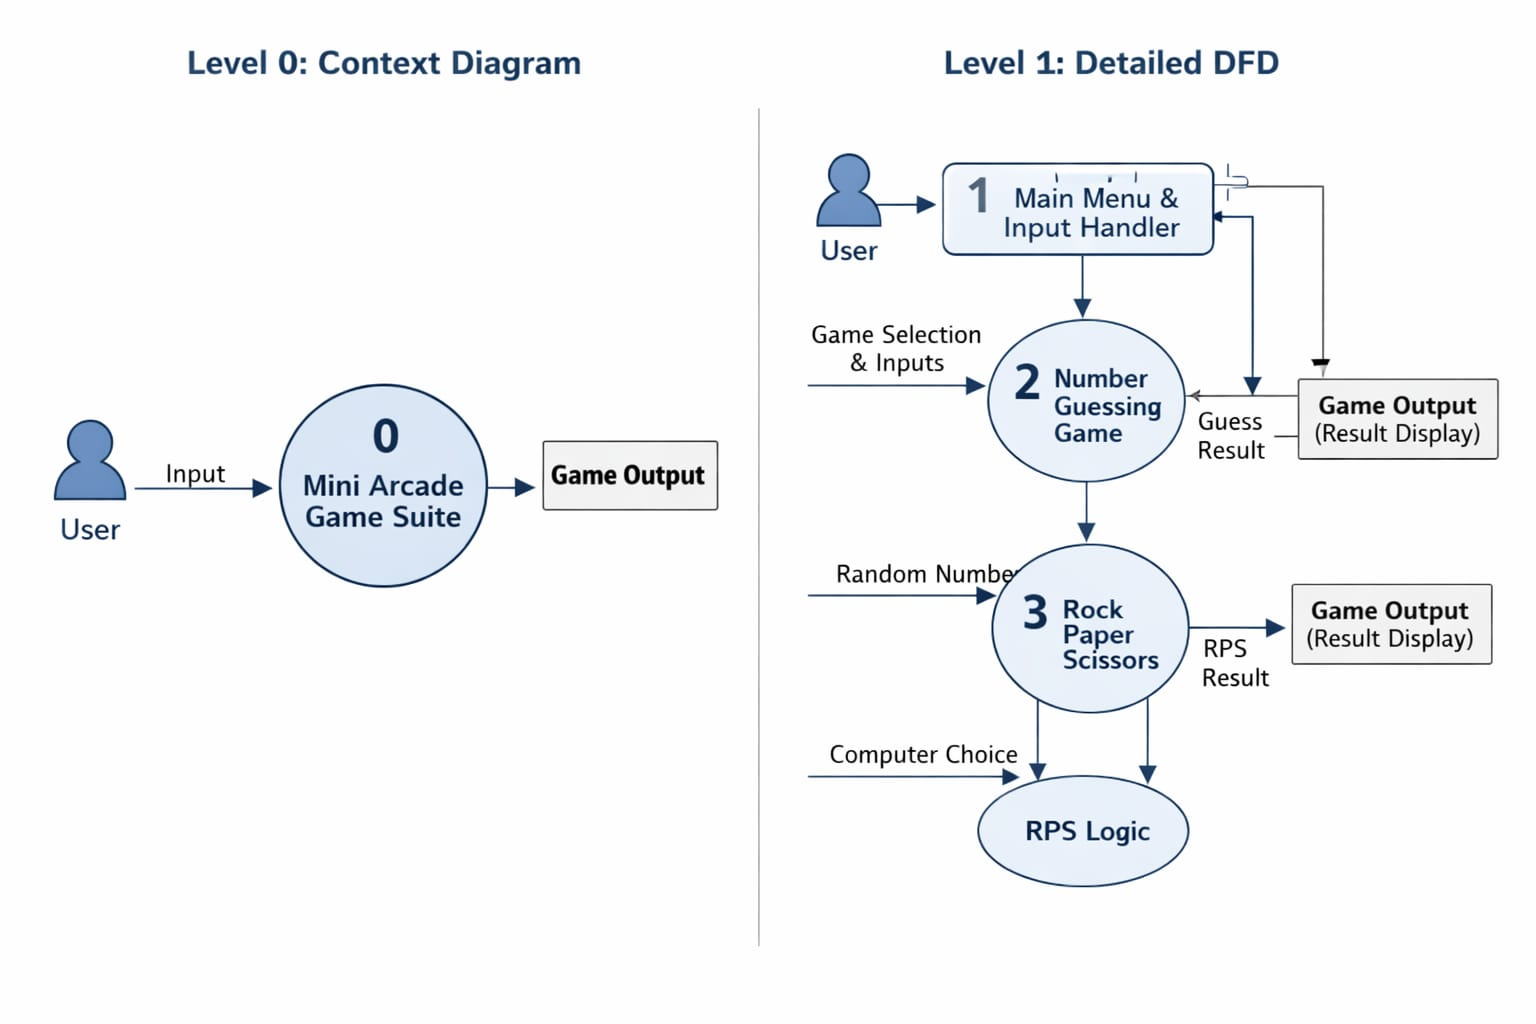 Level 0: Context Diagram
User
Input
0
Mini Arcade
Game Suite
Game Output
Level 1: Detailed DFD
User
1
Main Menu &
Input Handler
Game Selection
& Inputs
2
Number
Guessing
Game
Guess
Result
Game Output
(Result Display)
Random Number
3
Rock
Paper
Scissors
RPS
Result
Game Output
(Result Display)
Computer Choice
RPS Logic